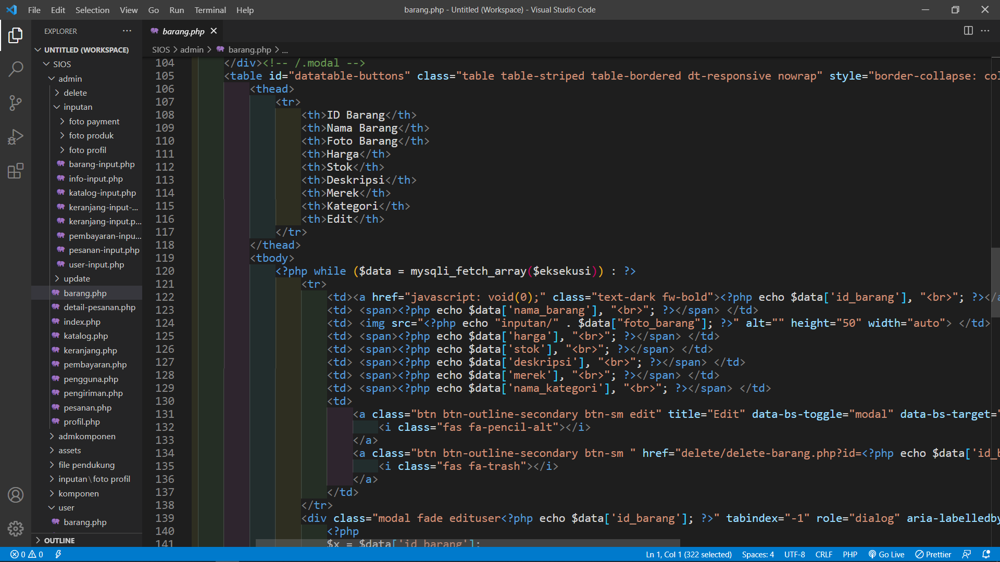 File Edit Selection View Go Run Terminal Help
barang.php - Untitled (Workspace) - Visual Studio Code
EXPLORER
UNTITLED (WORKSPACE)
SIOS
admin
delete
inputan
foto payment
foto produk
foto profil
barang-input.php
info-input.php
katalog-input.php
keranjang-input-...
keranjang-input.p...
pembayaran-inpu...
pesanan-input.php
user-input.php
update
barang.php
detail-pesanan.php
index.php
katalog.php
keranjang.php
pembayaran.php
pengguna.php
pengiriman.php
pesanan.php
profil.php
admkomponen
assets
file pendukung
inputan\foto profil
komponen
user
barang.php
OUTLINE
barang.php
SIOS > admin > barang.php > ...
104 </div><!-- /.modal -->
105 <table id="datatable-buttons" class="table table-striped table-bordered dt-responsive nowrap" style="border-collapse: col
106 <thead>
107 <tr>
108 <th>ID Barang</th>
109 <th>Nama Barang</th>
110 <th>Foto Barang</th>
111 <th>Harga</th>
112 <th>Stok</th>
113 <th>Deskripsi</th>
114 <th>Merek</th>
115 <th>Kategori</th>
116 <th>Edit</th>
117 </tr>
118 </thead>
119 <tbody>
120 <?php while ($data = mysqli_fetch_array($eksekusi)) : ?>
121 <tr>
122 <td><a href="javascript: void(0);" class="text-dark fw-bold"><?php echo $data['id_barang'], "<br>"; ?></a
123 <td> <span><?php echo $data['nama_barang'], "<br>"; ?></span> </td>
124 <td> <img src="<?php echo "inputan/" . $data["foto_barang"]; ?>" alt="" height="50" width="auto"> </td>
125 <td> <span><?php echo $data['harga'], "<br>"; ?></span> </td>
126 <td> <span><?php echo $data['stok'], "<br>"; ?></span> </td>
127 <td> <span><?php echo $data['deskripsi'], "<br>"; ?></span> </td>
128 <td> <span><?php echo $data['merek'], "<br>"; ?></span> </td>
129 <td> <span><?php echo $data['nama_kategori'], "<br>"; ?></span> </td>
130 <td>
131 <a class="btn btn-outline-secondary btn-sm edit" title="Edit" data-bs-toggle="modal" data-bs-target="
132 <i class="fas fa-pencil-alt"></i>
133 </a>
134 <a class="btn btn-outline-secondary btn-sm " href="delete/delete-barang.php?id=<?php echo $data['id_b
135 <i class="fas fa-trash"></i>
136 </a>
137 </td>
138 </tr>
139 <div class="modal fade edituser<?php echo $data['id_barang']; ?>" tabindex="-1" role="dialog" aria-labelledby
140 <?php
141 $x = $data['id_barang'];
0 0
Ln 1, Col 1 (322 selected) Spaces: 4 UTF-8 CRLF PHP Go Live Prettier